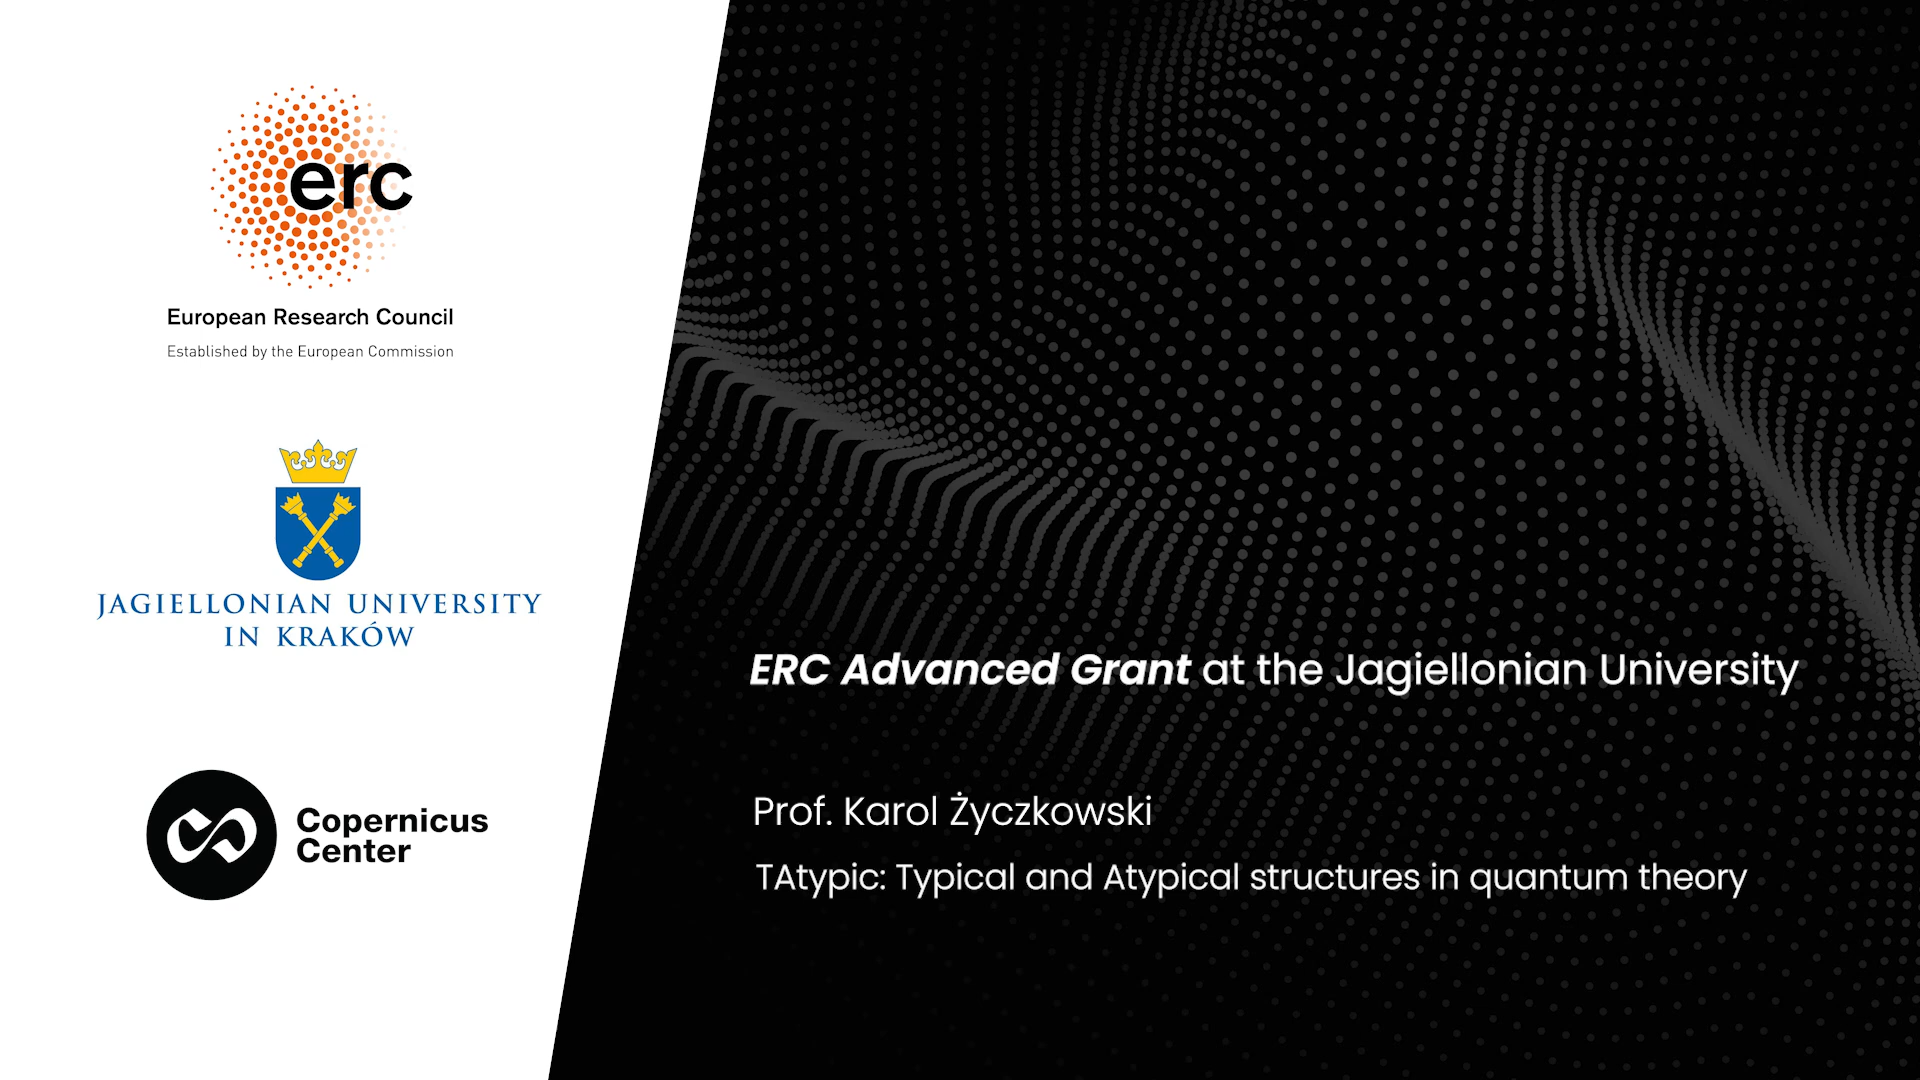 erc
European Research Council
Established by the European Commission
JAGIELLONIAN UNIVERSITY
IN KRAKÓW
Copernicus
Center
ERC Advanced Grant at the Jagiellonian University
Prof. Karol Życzkowski
TAtypic: Typical and Atypical structures in quantum theory